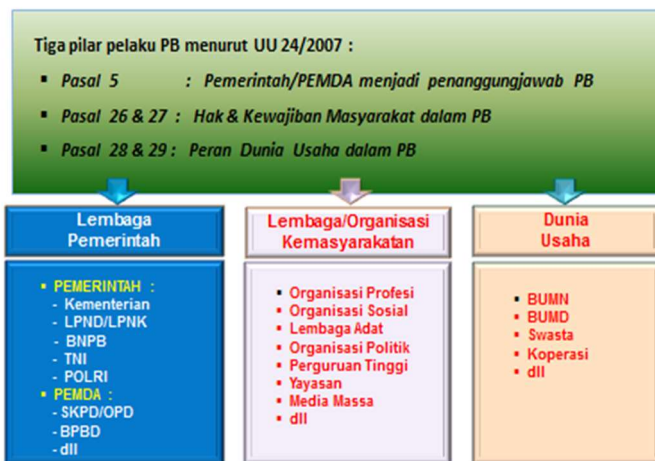 Tiga pilar pelaku PB menurut UU 24/2007 :
▪ Pasal 5 : Pemerintah/PEMDA menjadi penanggungjawab PB
▪ Pasal 26 & 27 : Hak & Kewajiban Masyarakat dalam PB
▪ Pasal 28 & 29 : Peran Dunia Usaha dalam PB
Lembaga
Pemerintah
▪ PEMERINTAH :
- Kementerian
- LPND/LPNK
- BNPB
- TNI
- POLRI
▪ PEMDA :
- SKPD/OPD
- BPBD
- dll
Lembaga/Organisasi
Kemasyarakatan
▪ Organisasi Profesi
▪ Organisasi Sosial
▪ Lembaga Adat
▪ Organisasi Politik
▪ Perguruan Tinggi
▪ Yayasan
▪ Media Massa
▪ dll
Dunia
Usaha
▪ BUMN
▪ BUMD
▪ Swasta
▪ Koperasi
▪ dll